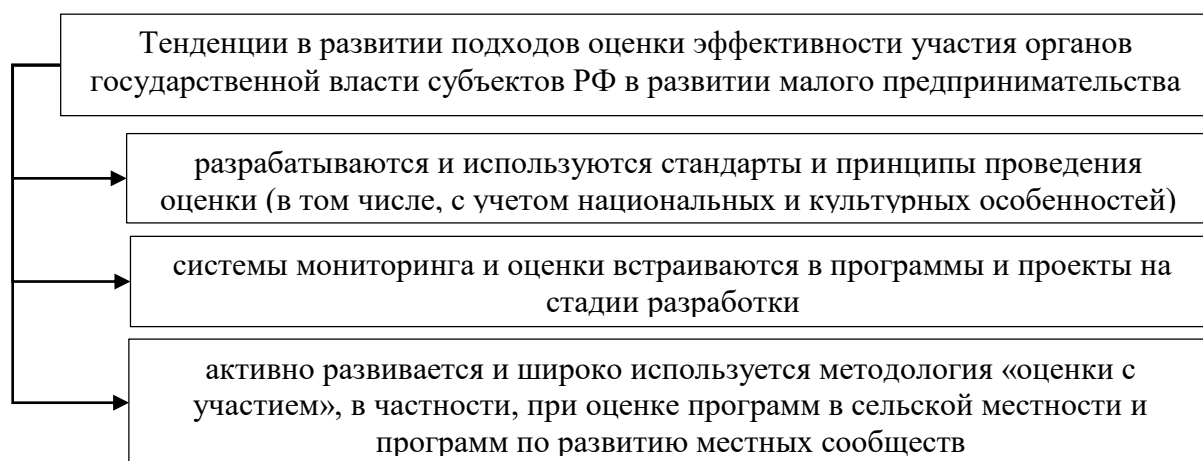 Тенденции в развитии подходов оценки эффективности участия органов
государственной власти субъектов РФ в развитии малого предпринимательства
разрабатываются и используются стандарты и принципы проведения
оценки (в том числе, с учетом национальных и культурных особенностей)
системы мониторинга и оценки встраиваются в программы и проекты на
стадии разработки
активно развивается и широко используется методология «оценки с
участием», в частности, при оценке программ в сельской местности и
программ по развитию местных сообществ